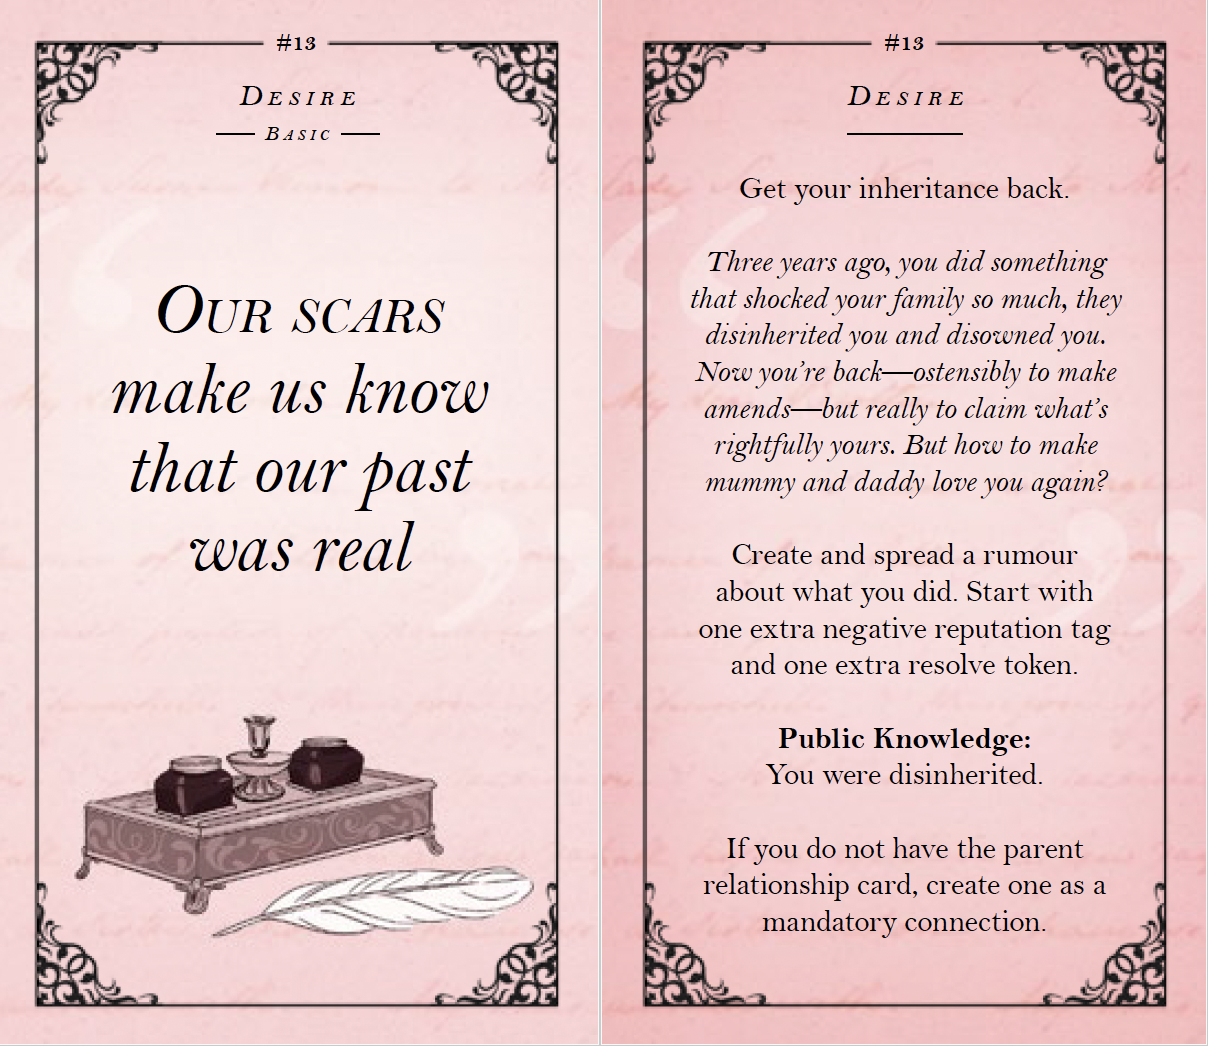 #13
Desire
Basic
Our scars
make us know
that our past
was real
#13
Desire
Get your inheritance back.
Three years ago, you did something
that shocked your family so much, they
disinherited you and disowned you.
Now you're back—ostensibly to make
amends—but really to claim what's
rightfully yours. But how to make
mummy and daddy love you again?
Create and spread a rumour
about what you did. Start with
one extra negative reputation tag
and one extra resolve token.
Public Knowledge:
You were disinherited.
If you do not have the parent
relationship card, create one as a
mandatory connection.